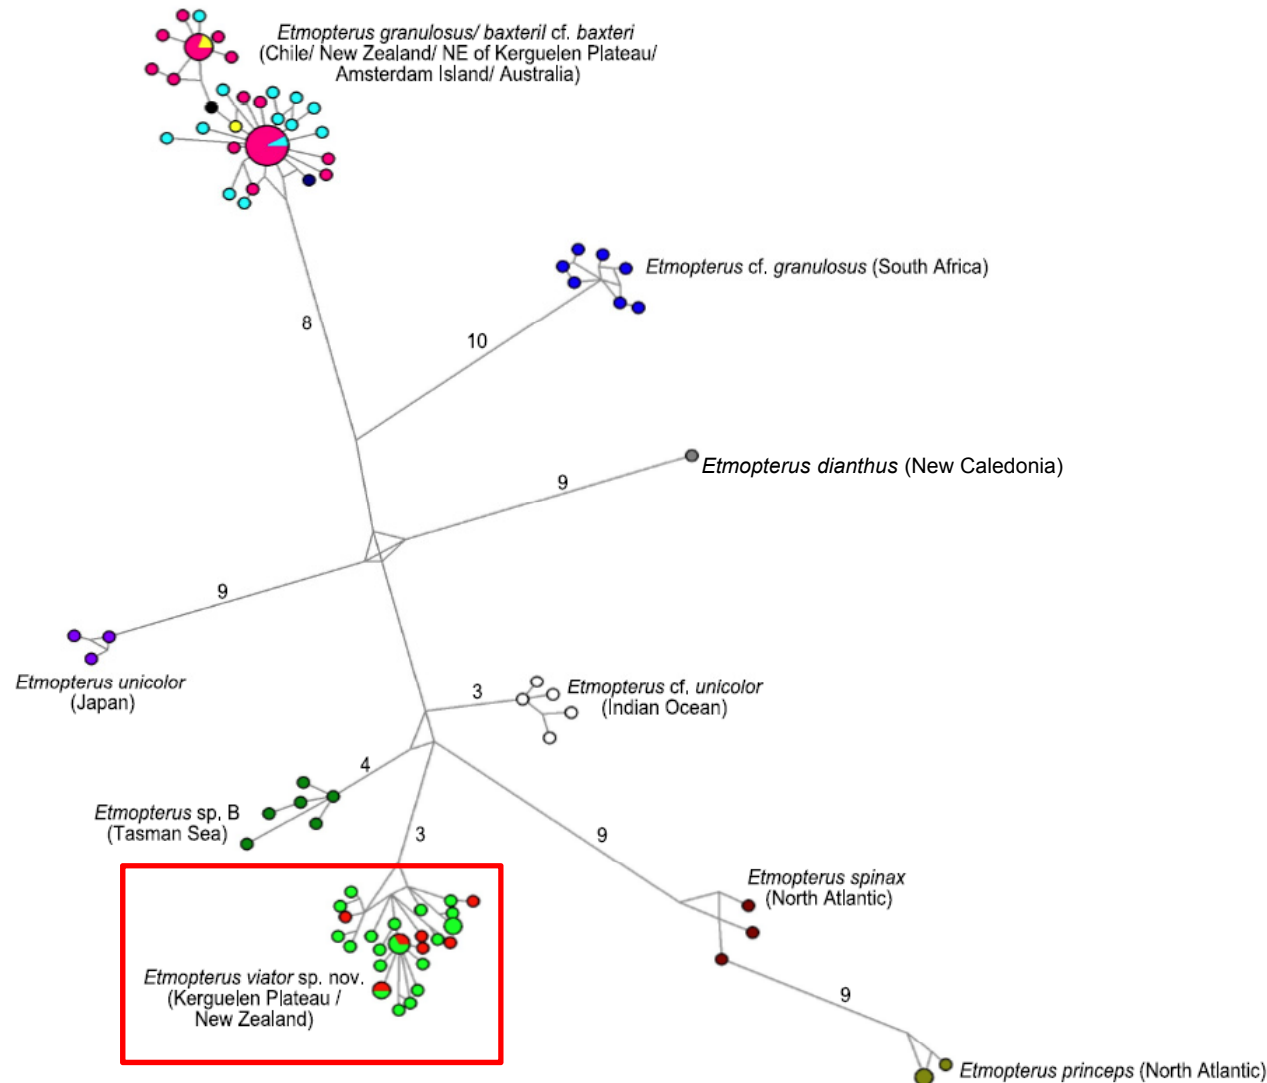 Etmopterus granulosus/ baxteriI cf. baxteri
(Chile/ New Zealand/ NE of Kerguelen Plateau/
Amsterdam Island/ Australia)
Etmopterus cf. granulosus (South Africa)
8
10
Etmopterus dianthus (New Caledonia)
9
9
Etmopterus unicolor
(Japan)
3
Etmopterus cf, unicolor
(Indian Ocean)
4
Etmopterus sp, B
(Tasman Sea)
3
9
Etmopterus spinax
(North Atlantic)
Etmopterus viator sp. nov.
(Kerguelen Plateau /
New Zealand)
9
Etmopterus princeps (North Atlantic)